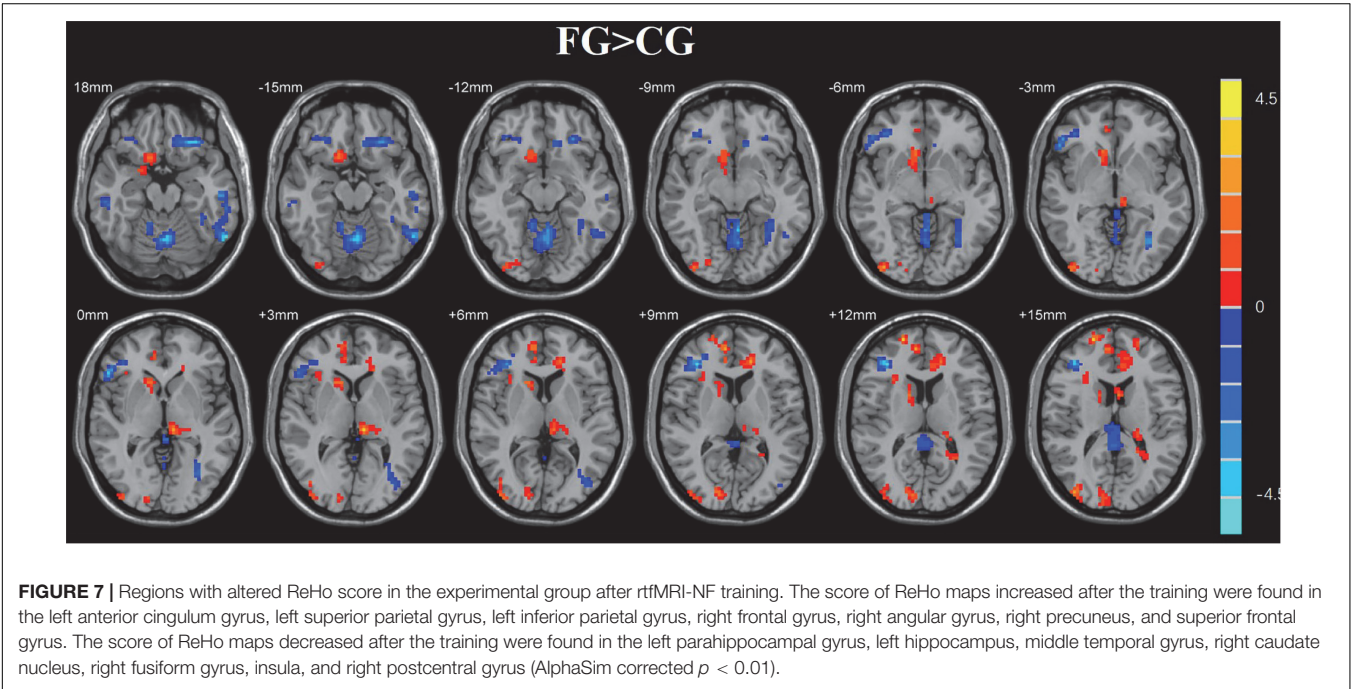 FG>CG
18mm -15mm -12mm -9mm -6mm -3mm
4.5
0mm +3mm +6mm +9mm +12mm +15mm
0
-4.5
FIGURE 7 | Regions with altered ReHo score in the experimental group after rtfMRI-NF training. The score of ReHo maps increased after the training were found in
the left anterior cingulum gyrus, left superior parietal gyrus, left inferior parietal gyrus, right frontal gyrus, right angular gyrus, right precuneus, and superior frontal
gyrus. The score of ReHo maps decreased after the training were found in the left parahippocampal gyrus, left hippocampus, middle temporal gyrus, right caudate
nucleus, right fusiform gyrus, insula, and right postcentral gyrus (AlphaSim corrected p < 0.01).